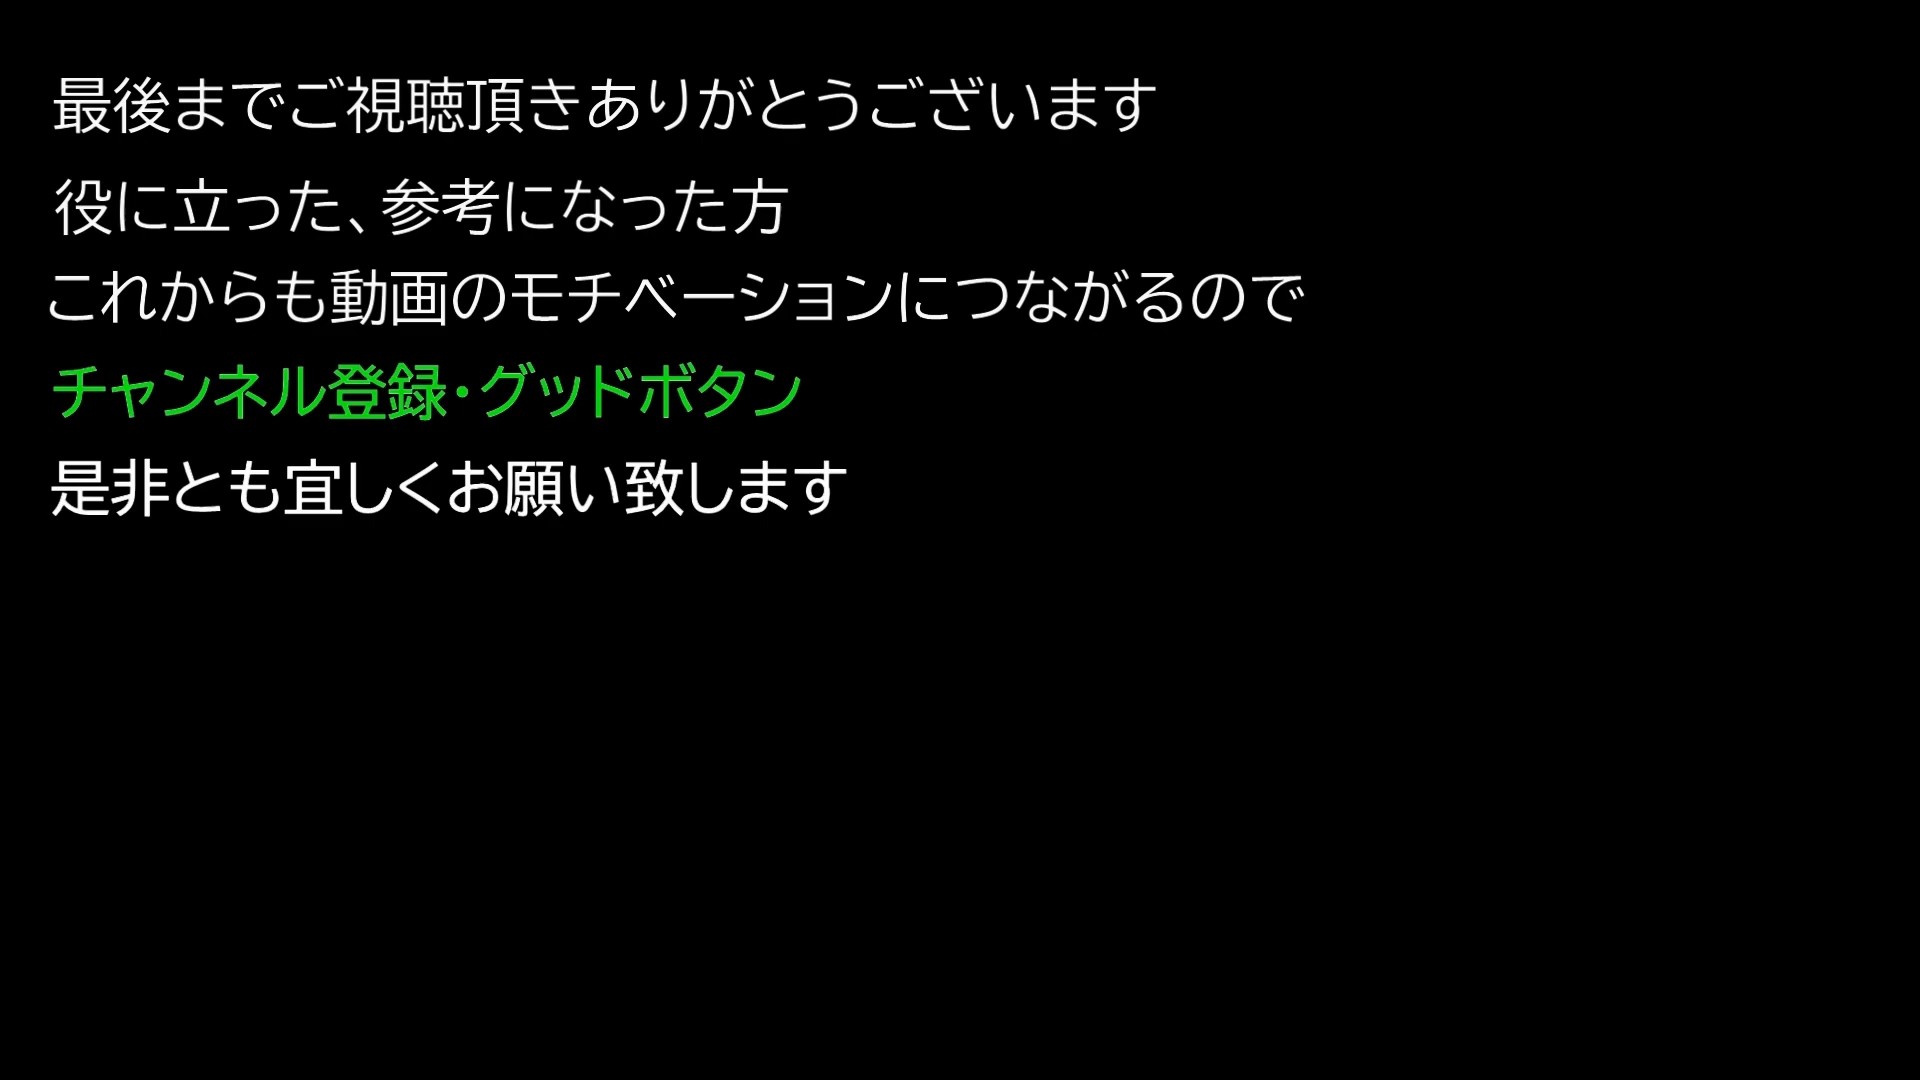 最後までご視聴頂きありがとうございます
役に立った、参考になった方
これからも動画のモチベーションにつながるので
チャンネル登録・グッドボタン
是非とも宜しくお願い致します